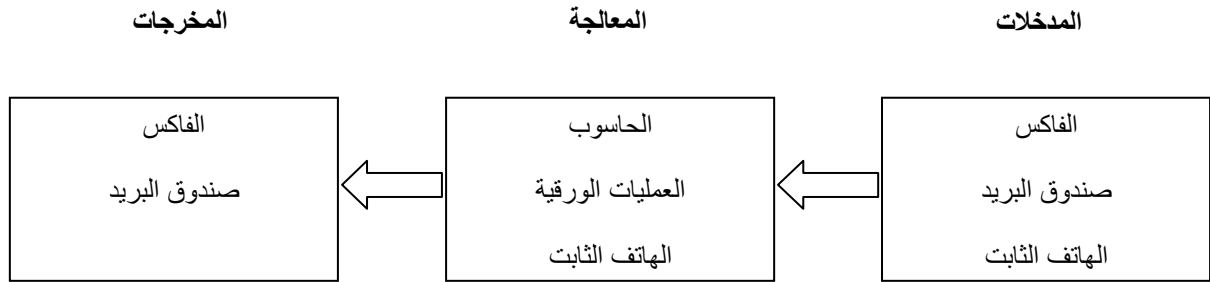 المدخلات
المعالجة
المخرجات
الفاكس
صندوق البريد
الهاتف الثابت
الحاسوب
العمليات الورقية
الهاتف الثابت
الفاكس
صندوق البريد